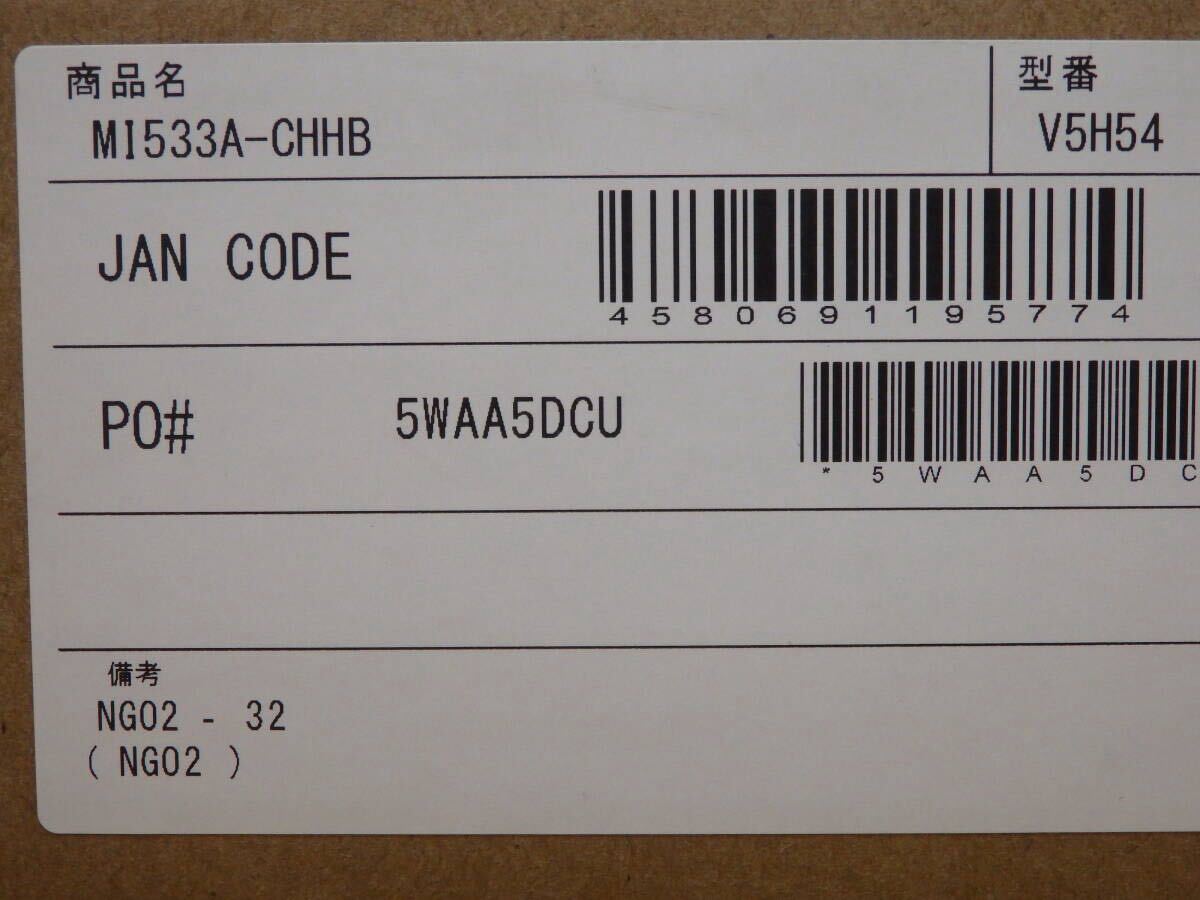 商品名
MI533A-CHHB
型番
V5H54
JAN CODE
4580691195774
PO# 5WAA5DCU
*5WAA5DC
備考
NG02 - 32
( NG02 )